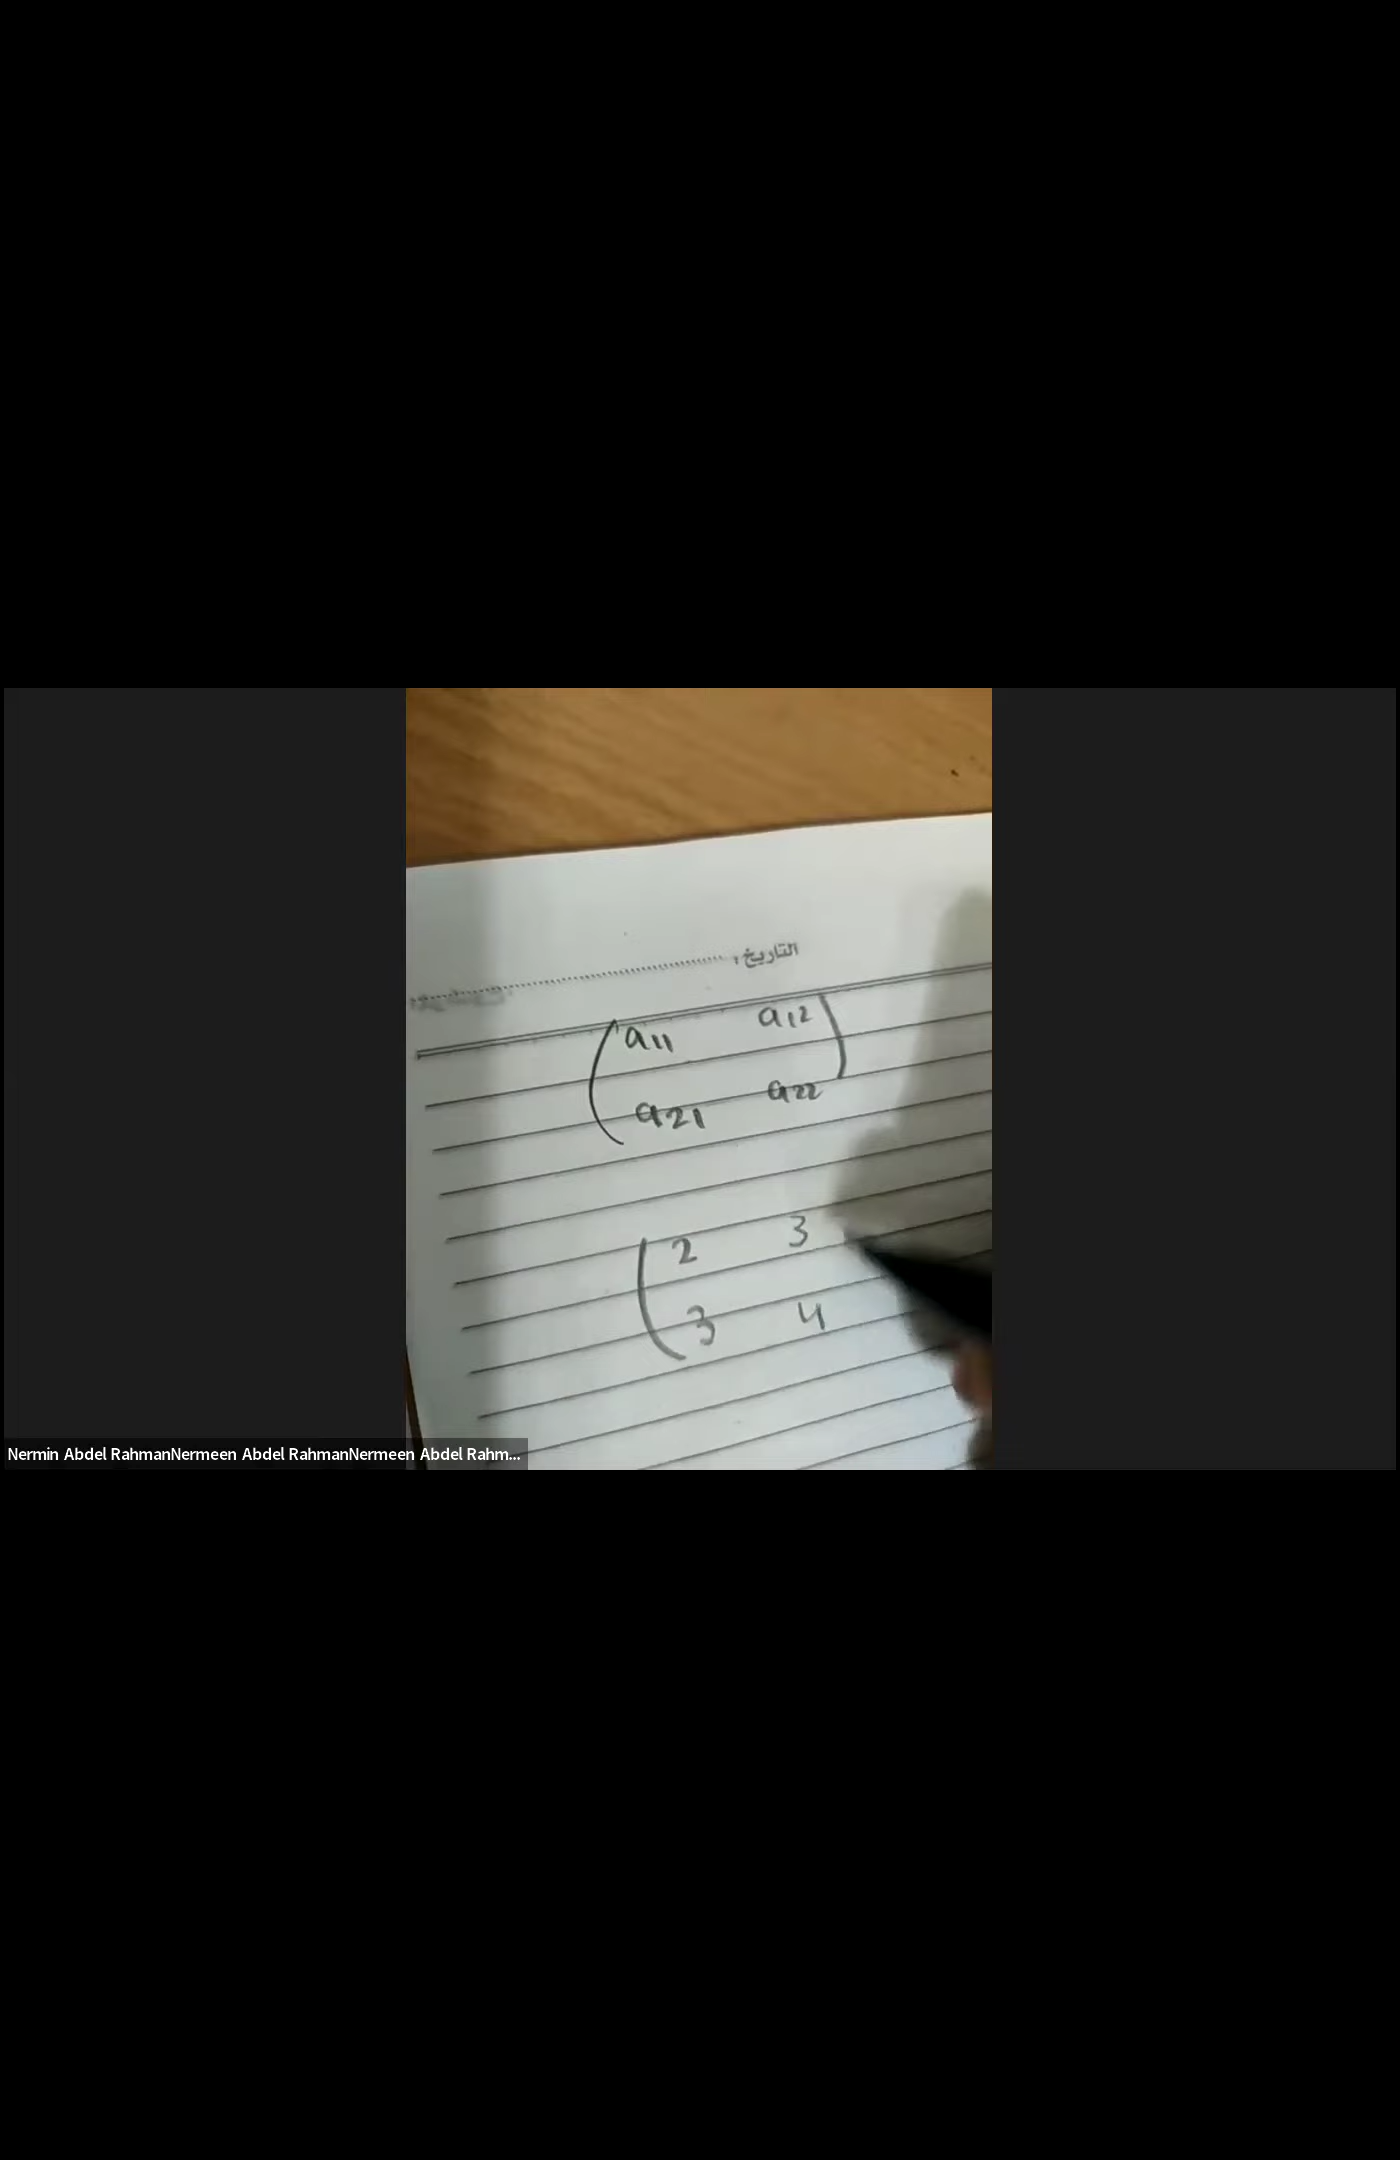 التاريخ :
( a11 a12 )
a21 a22
( 2 3
3 4
Nermin Abdel RahmanNermeen Abdel RahmanNermeen Abdel Rahm...